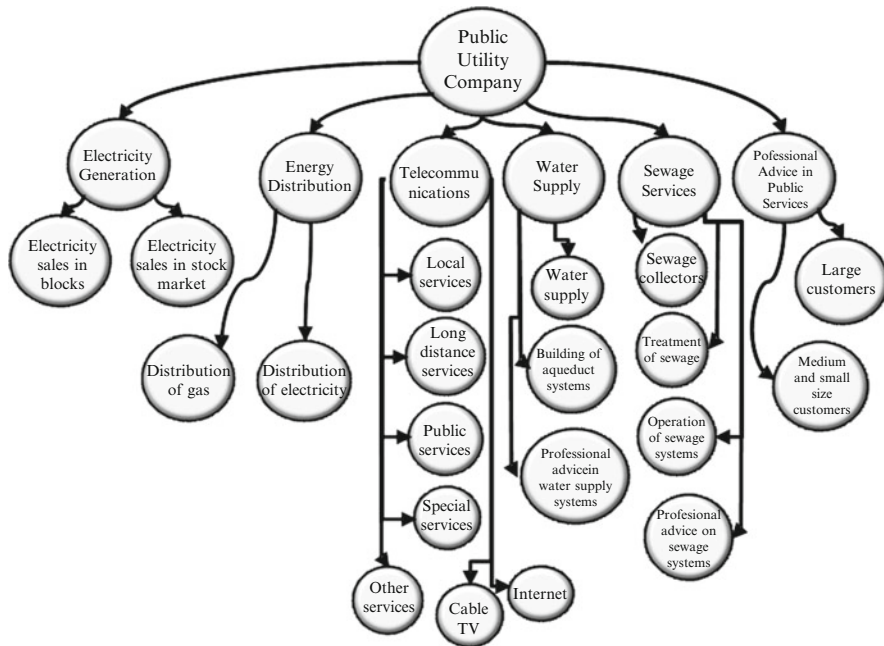 Public
Utility
Company
Electricity
Generation
Energy
Distribution
Telecommu
nications
Water
Supply
Sewage
Services
Pofessional
Advice in
Public
Services
Electricity
sales in
blocks
Electricity
sales in stock
market
Local
services
Water
supply
Sewage
collectors
Large
customers
Distribution
of gas
Distribution
of electricity
Long
distance
services
Building of
aqueduct
systems
Treatment
of sewage
Medium
and small
size
customers
Public
services
Professional
advicein
water supply
systems
Operation
of sewage
systems
Special
services
Profesional
advice on
sewage
systems
Other
services
Cable
TV
Internet